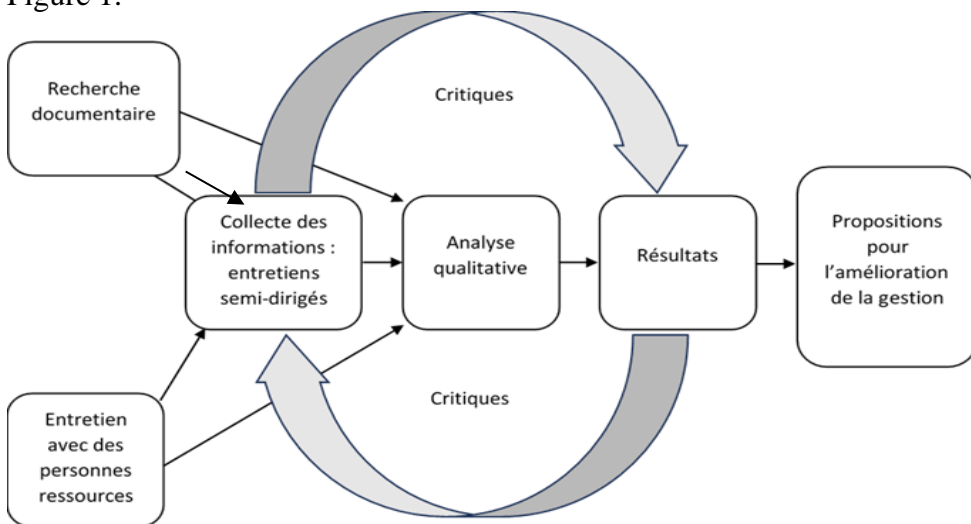 Figure 1:
Recherche
documentaire
Critiques
Collecte des
informations :
entretiens
semi-dirigés
Analyse
qualitative
Résultats
Propositions
pour
l'amélioration
de la gestion
Critiques
Entretien
avec des
personnes
ressources